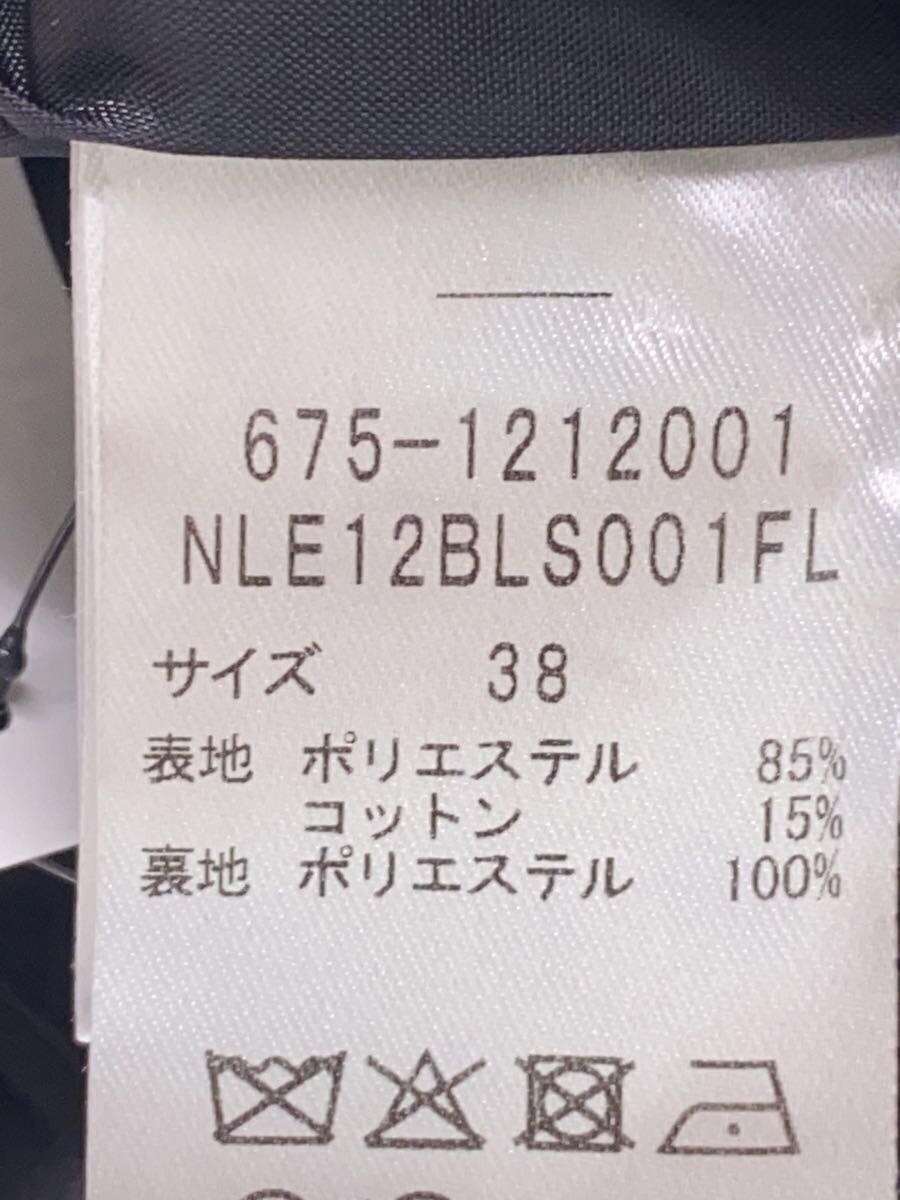 675-1212001
NLE12BLS001FL
サイズ 38
表地 ポリエステル 85%
コットン 15%
裏地 ポリエステル 100%